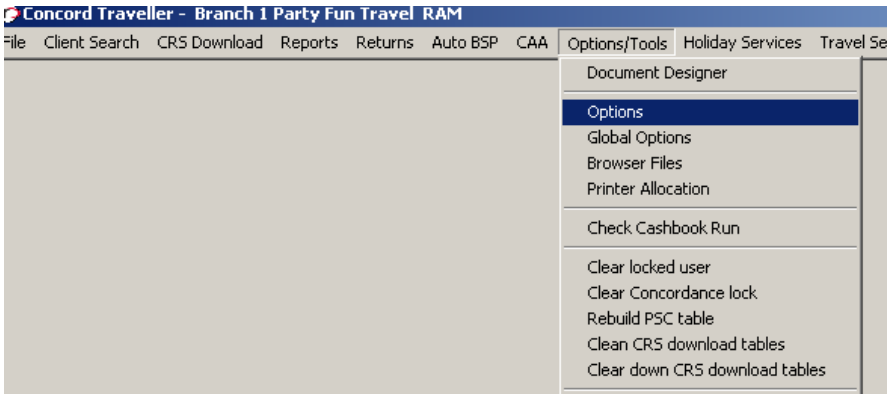 Concord Traveller - Branch 1 Party Fun Travel RAM
File Client Search CRS Download Reports Returns Auto BSP CAA Options/Tools Holiday Services Travel Se
Document Designer
Options
Global Options
Browser Files
Printer Allocation
Check Cashbook Run
Clear locked user
Clear Concordance lock
Rebuild PSC table
Clean CRS download tables
Clear down CRS download tables